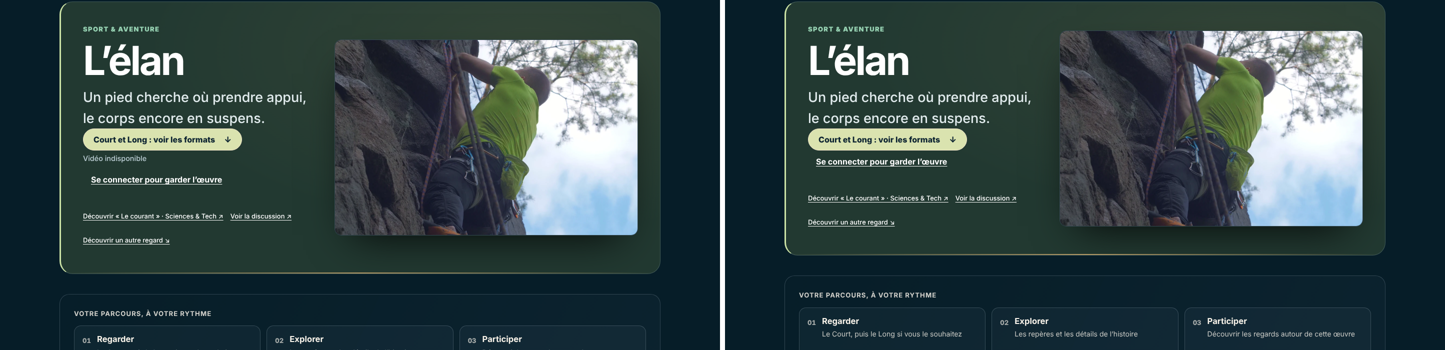 SPORT & AVENTURE
L’élan
Un pied cherche où prendre appui,
le corps encore en suspens.
Court et Long : voir les formats ↓
Vidéo indisponible
Se connecter pour garder l’œuvre
Découvrir « Le courant » · Sciences & Tech ↗ Voir la discussion ↗
Découvrir un autre regard ↘
VOTRE PARCOURS, À VOTRE RYTHME
01 Regarder
02 Explorer
03 Participer
SPORT & AVENTURE
L’élan
Un pied cherche où prendre appui,
le corps encore en suspens.
Court et Long : voir les formats ↓
Se connecter pour garder l’œuvre
Découvrir « Le courant » · Sciences & Tech ↗ Voir la discussion ↗
Découvrir un autre regard ↘
VOTRE PARCOURS, À VOTRE RYTHME
01 Regarder
Le Court, puis le Long si vous le souhaitez
02 Explorer
Les repères et les détails de l’histoire
03 Participer
Découvrir les regards autour de cette œuvre